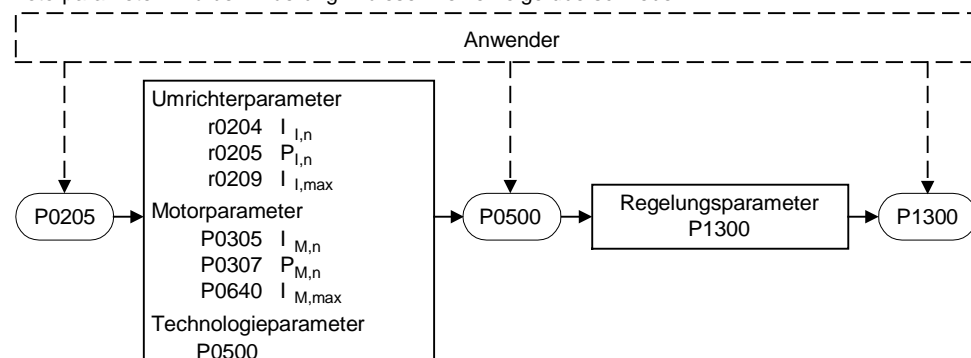 Anwender
Umrichterparameter
r0204 I I,n
r0205 P I,n
r0209 I I,max
Motorparameter
P0305 I M,n
P0307 P M,n
P0640 I M,max
Technologieparameter
P0500
P0205
P0500
Regelungsparameter
P1300
P1300